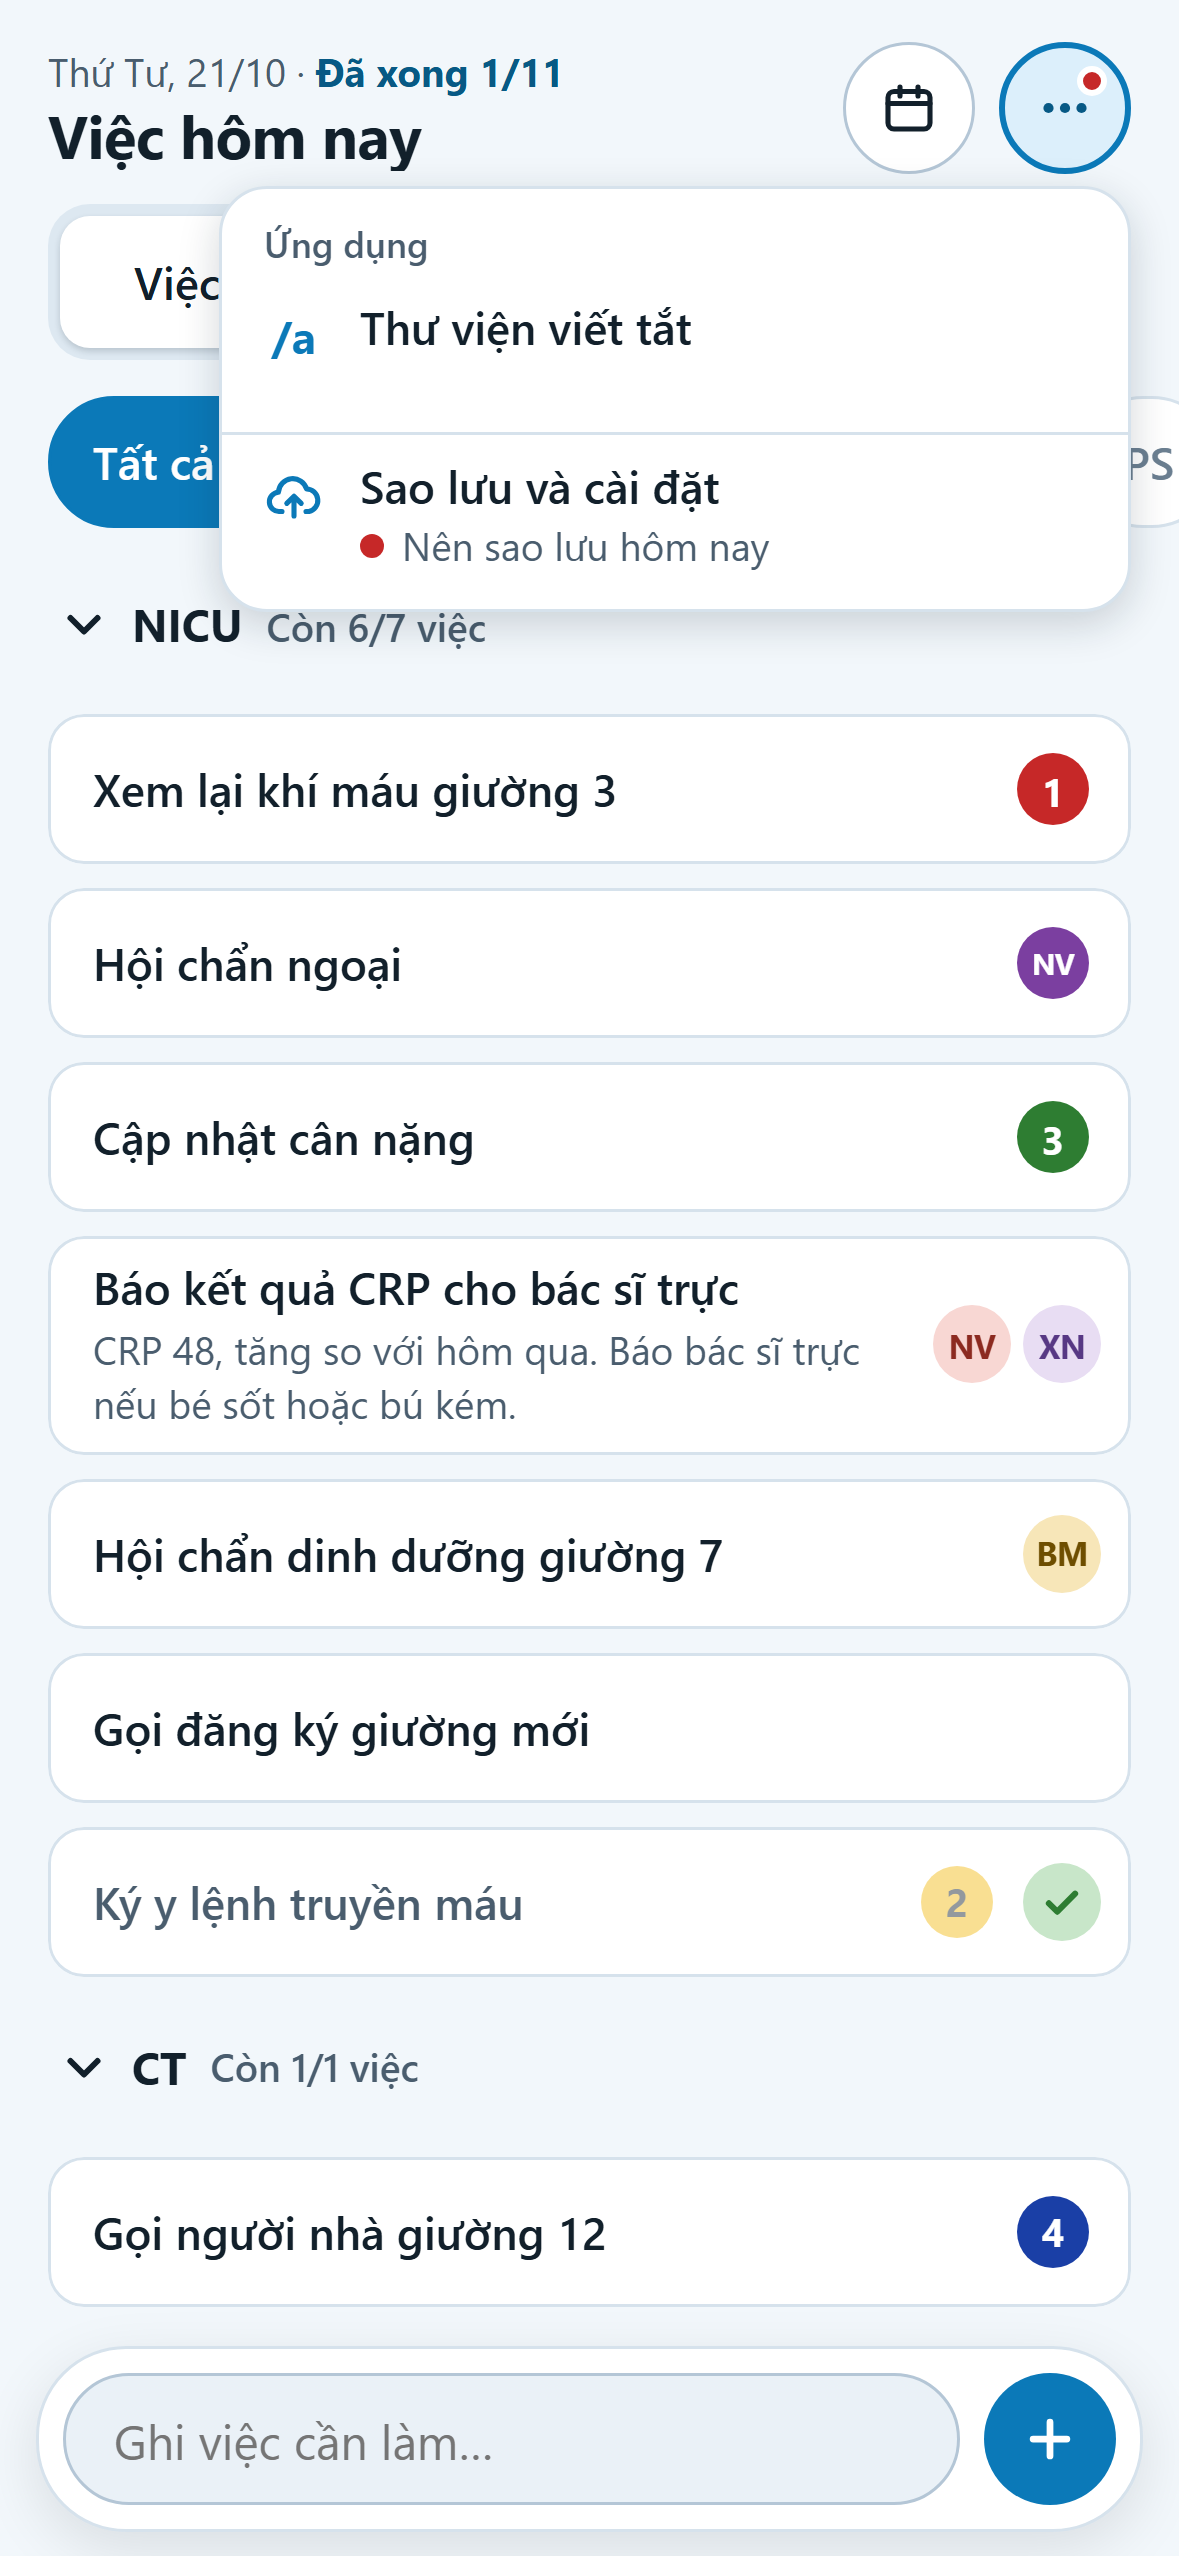 Thứ Tư, 21/10 · Đã xong 1/11
Việc hôm nay
Việc
Ứng dụng
/a Thư viện viết tắt
Sao lưu và cài đặt
Nên sao lưu hôm nay
Tất cả
PS
NICU Còn 6/7 việc
Xem lại khí máu giường 3 1
Hội chẩn ngoại NV
Cập nhật cân nặng 3
Báo kết quả CRP cho bác sĩ trực
CRP 48, tăng so với hôm qua. Báo bác sĩ trực
nếu bé sốt hoặc bú kém.
NV XN
Hội chẩn dinh dưỡng giường 7 BM
Gọi đăng ký giường mới
Ký y lệnh truyền máu 2
CT Còn 1/1 việc
Gọi người nhà giường 12 4
Ghi việc cần làm...